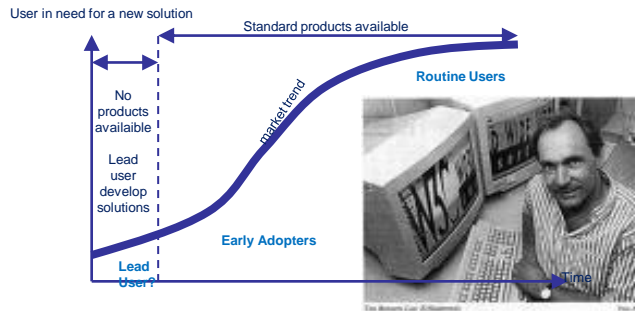 User in need for a new solution
Standard products available
Routine Users
No
products
availaible
Lead
user
develop
solutions
market trend
W3C
Early Adopters
Lead
User?
Time